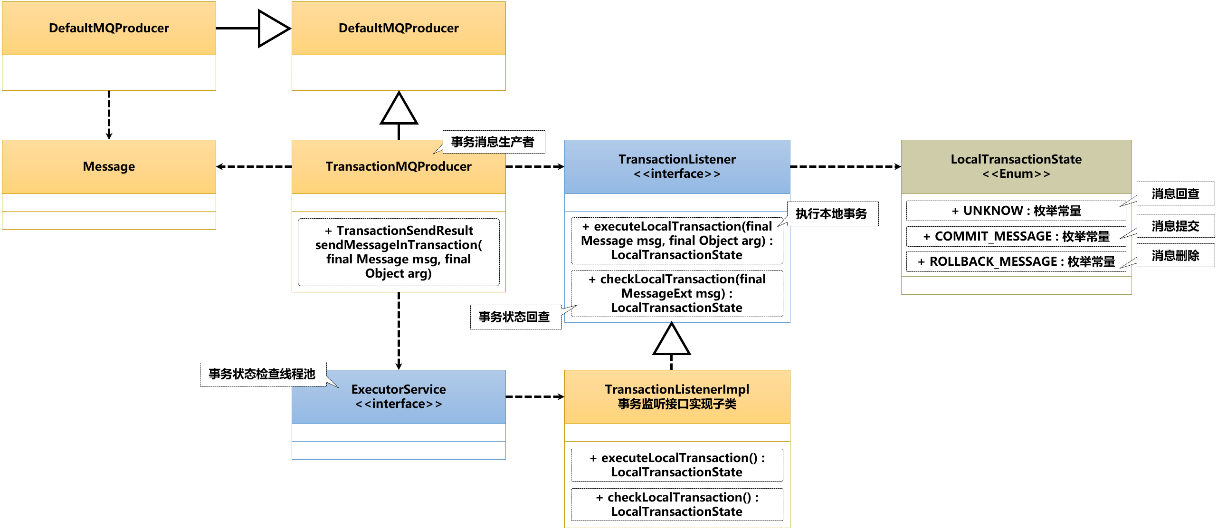 DefaultMQProducer
DefaultMQProducer
事务消息生产者
Message
TransactionMQProducer
+ TransactionSendResult
sendMessageInTransaction(
final Message msg, final
Object arg)
TransactionListener
<<interface>>
执行本地事务
+ executeLocalTransaction(final
Message msg, final Object arg) :
LocalTransactionState
+ checkLocalTransaction(final
MessageExt msg) :
LocalTransactionState
事务状态回查
LocalTransactionState
<<Enum>>
消息回查
+ UNKNOW : 枚举常量
消息提交
+ COMMIT_MESSAGE : 枚举常量
消息删除
+ ROLLBACK_MESSAGE : 枚举常量
事务状态检查线程池
ExecutorService
<<interface>>
TransactionListenerImpl
事务监听接口实现子类
+ executeLocalTransaction() :
LocalTransactionState
+ checkLocalTransaction() :
LocalTransactionState